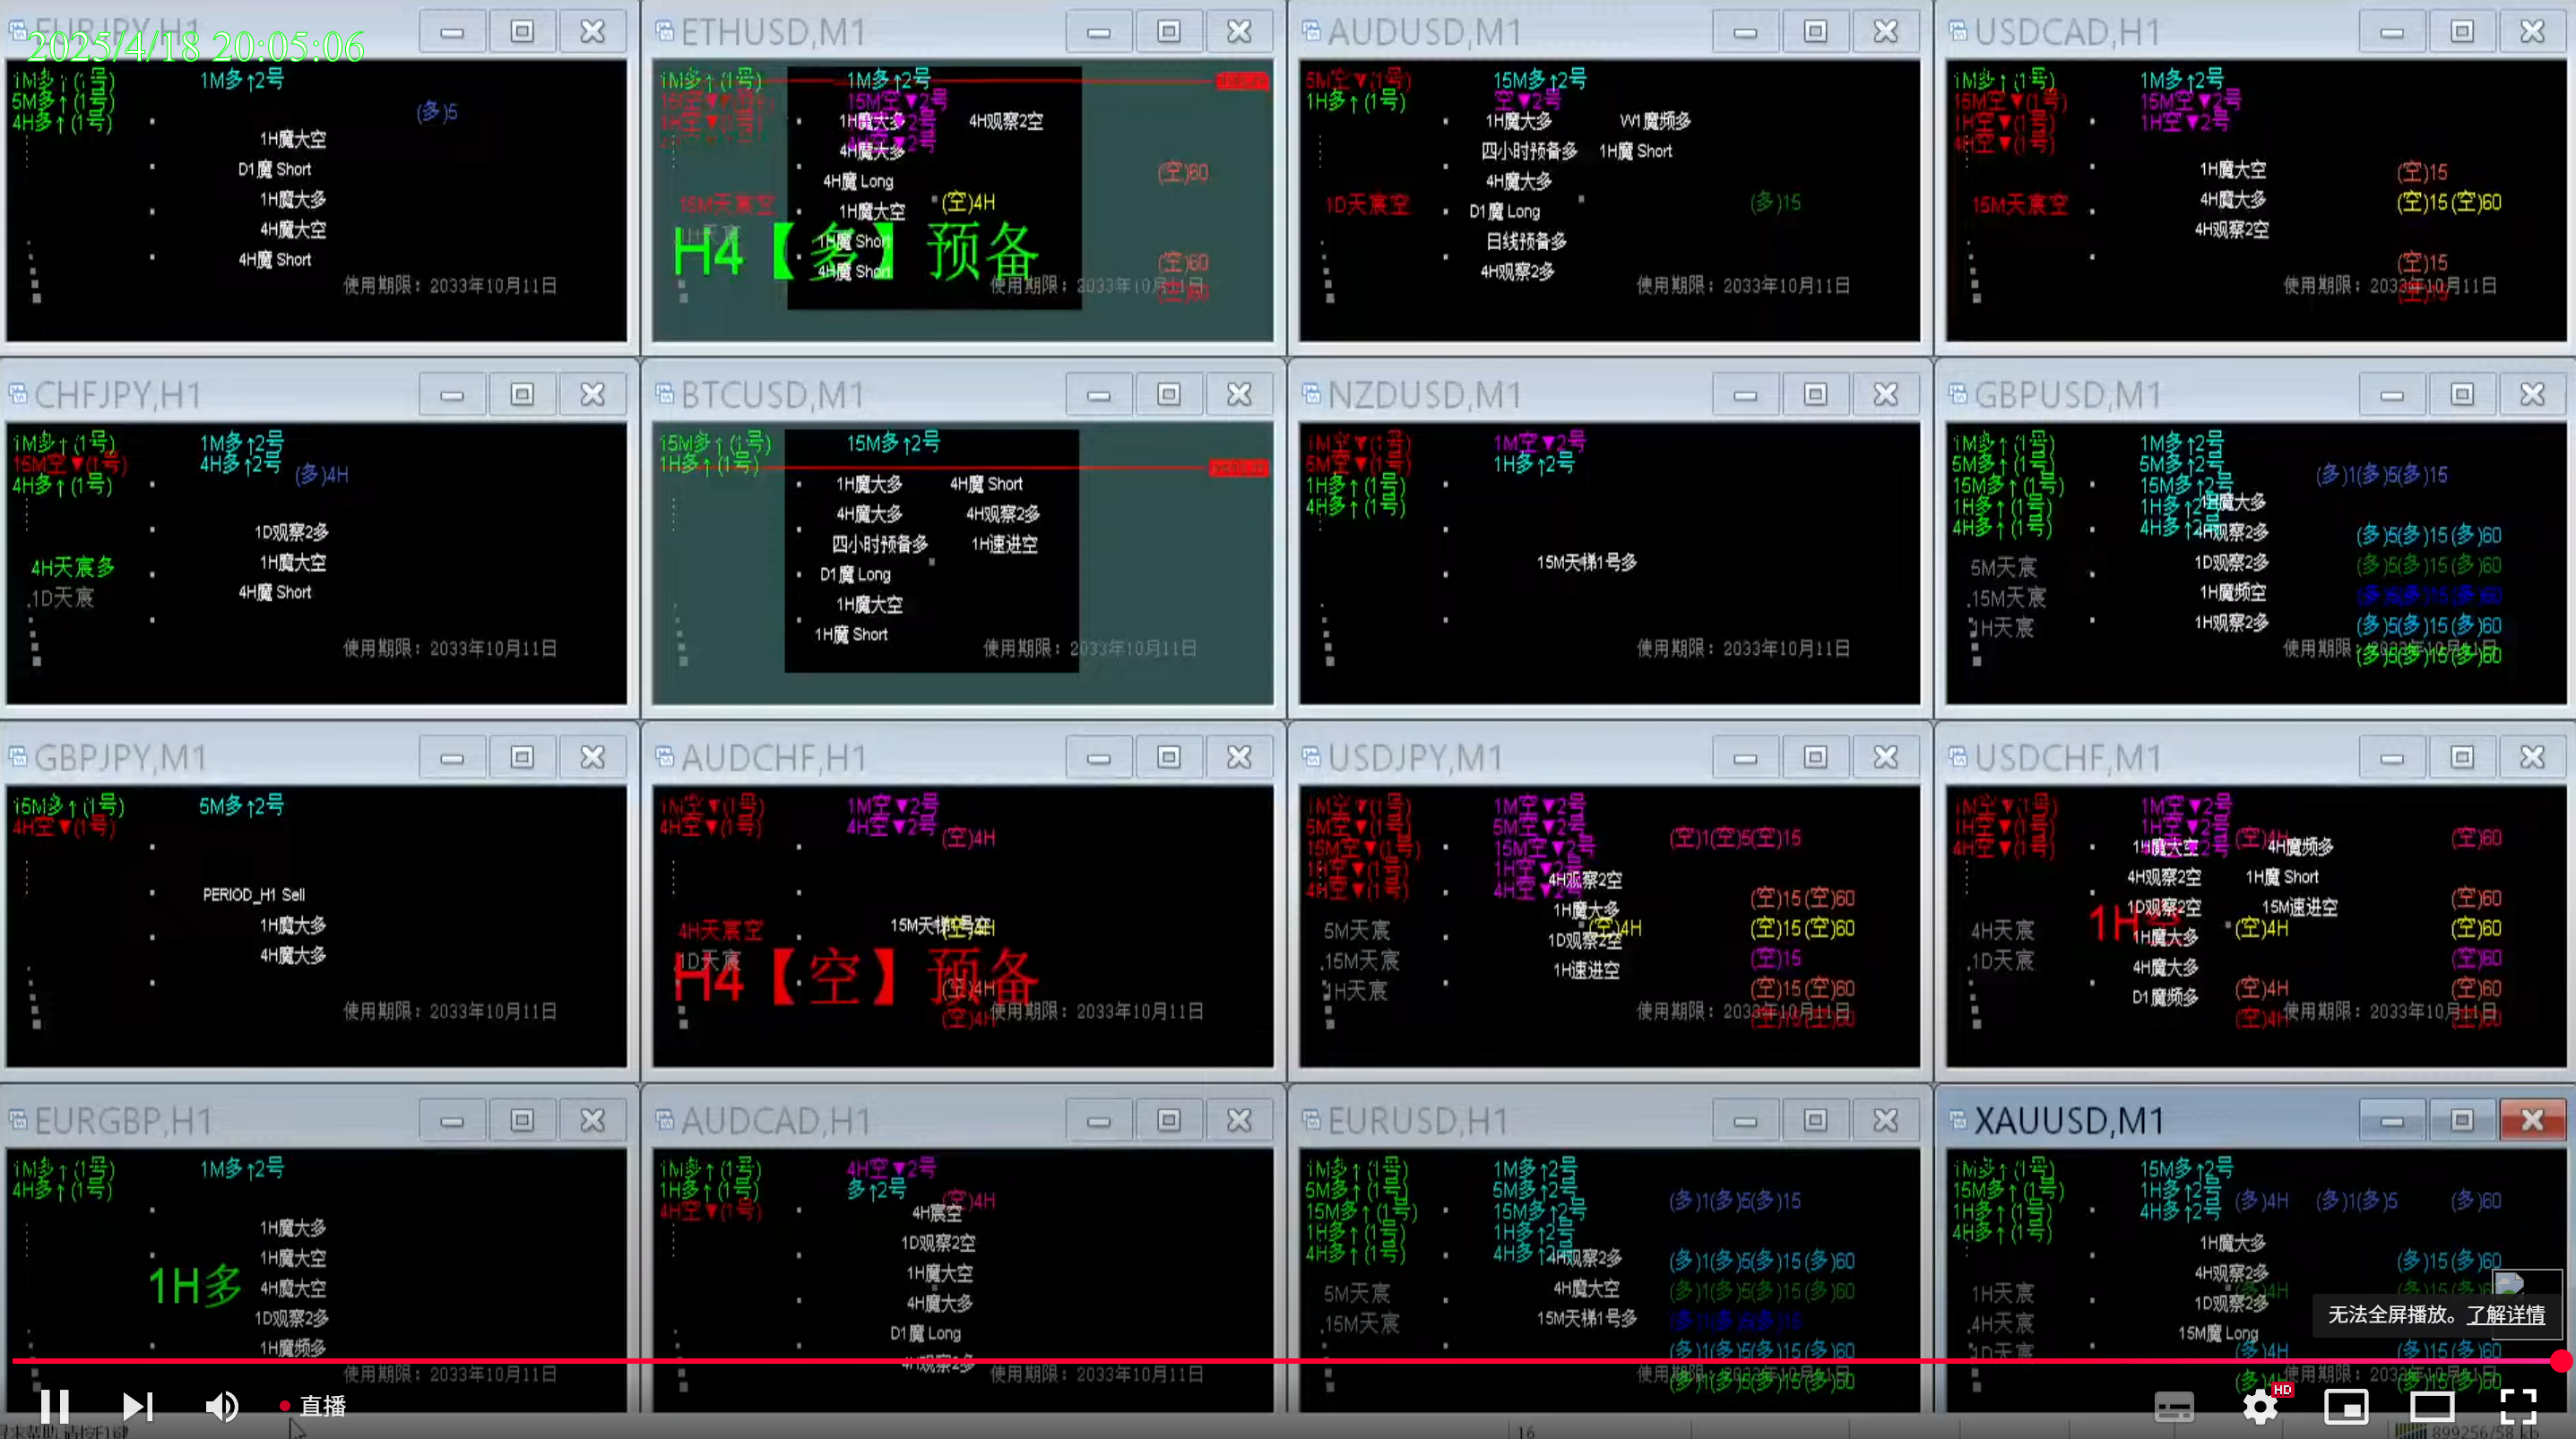 EURJPY,H1
2025/4/18 20:05:06
1M多↑(1号)
5M多↑(1号)
4H多↑(1号)
1M多↑2号
(多)5
1H魔大空
D1魔 Short
1H魔大多
4H魔大空
4H魔 Short
使用期限：2033年10月11日
ETHUSD,M1
1M多↑(1号)
1M多↑2号
15M空▼2号
1H魔大多
4H观察2空
4H魔大多
(空)60
4H魔 Long
15M天宸空
1H魔大空
(空)4H
1H魔 Short
H4【多】预备
4H魔 Short
(空)60
使用期限：2033年10月11日
AUDUSD,M1
5M空▼(1号)
1H多↑(1号)
15M多↑2号
空▼2号
1H魔大多
W1魔频多
四小时预备多
1H魔 Short
4H魔大多
1D天宸空
D1魔 Long
(多)15
日线预备多
4H观察2多
使用期限：2033年10月11日
USDCAD,H1
1M多↑(1号)
15M空▼(1号)
1H空▼(1号)
4H空▼(1号)
1M多↑2号
15M空▼2号
1H空▼2号
1H魔大空
(空)15
4H魔大多
(空)15(空)60
15M天宸空
4H观察2空
(空)15
(空)15
使用期限：2033年10月11日
CHFJPY,H1
1M多↑(1号)
15M空▼(1号)
4H多↑(1号)
1M多↑2号
4H多↑2号
(多)4H
1D观察2多
4H天宸多
1H魔大空
.1D天宸
4H魔 Short
使用期限：2033年10月11日
BTCUSD,M1
15M多↑(1号)
1H多↑(1号)
15M多↑2号
1H魔大多
4H魔 Short
4H魔大多
4H观察2多
四小时预备多
1H速进空
D1魔 Long
1H魔大空
1H魔 Short
使用期限：2033年10月11日
NZDUSD,M1
1M空▼(1号)
5M空▼(1号)
1H多↑(1号)
4H多↑(1号)
1M空▼2号
1H多↑2号
15M天梯1号多
使用期限：2033年10月11日
GBPUSD,M1
1M多↑(1号)
5M多↑(1号)
15M多↑(1号)
1H多↑(1号)
4H多↑(1号)
1M多↑2号
5M多↑2号
15M多↑2号
1H多↑2号
4H多↑2号
(多)1(多)5(多)15
1H魔大多
4H观察2多
(多)5(多)15(多)60
5M天宸
1D观察2多
(多)5(多)15(多)60
.15M天宸
1H魔频空
(多)5(多)15(多)60
1H天宸
1H观察2多
(多)5(多)15(多)60
使用期限：2033年10月11日
(多)5(多)15(多)60
GBPJPY,M1
15M多↑(1号)
4H空▼(1号)
5M多↑2号
PERIOD_H1 Sell
1H魔大多
4H魔大多
使用期限：2033年10月11日
AUDCHF,H1
1M空▼(1号)
4H空▼(1号)
1M空▼2号
4H空▼2号
(空)4H
4H天宸空
15M天梯1号空
(空)4H
1D天宸
H4【空】预备
(空)4H
(空)4H
使用期限：2033年10月11日
USDJPY,M1
1M空▼(1号)
5M空▼(1号)
15M空▼(1号)
1H空▼(1号)
4H空▼(1号)
1M空▼2号
5M空▼2号
15M空▼2号
1H空▼2号
4H空▼2号
(空)1(空)5(空)15
4H观察2空
1H魔大多
(空)15(空)60
5M天宸
(空)4H
(空)15(空)60
1D观察2空
.15M天宸
1H速进空
(空)15
1H天宸
(空)15(空)60
使用期限：2033年10月11日
(空)15(空)60
USDCHF,M1
1M空▼(1号)
1H空▼(1号)
4H空▼(1号)
1M空▼2号
1H空▼2号
4H空▼2号
(空)4H
(空)60
1H魔大空
4H魔频多
4H观察2空
1H魔 Short
(空)60
1D观察2空
15M速进空
1H空
4H天宸
1H魔大多
(空)4H
(空)60
.1D天宸
4H魔大多
(空)60
D1魔频多
(空)4H
(空)60
使用期限：2033年10月11日
(空)4H
(空)60
EURGBP,H1
1M多↑(1号)
4H多↑(1号)
1M多↑2号
1H魔大多
1H魔大空
1H多
4H魔大空
1D观察2多
1H魔频多
使用期限：2033年10月11日
AUDCAD,H1
1M多↑(1号)
1H多↑(1号)
4H空▼(1号)
4H空▼2号
多↑2号
(空)4H
4H宸空
1D观察2空
1H魔大空
4H魔大多
D1魔 Long
4H观察2多
使用期限：2033年10月11日
EURUSD,H1
1M多↑(1号)
5M多↑(1号)
15M多↑(1号)
1H多↑(1号)
4H多↑(1号)
1M多↑2号
5M多↑2号
15M多↑2号
1H多↑2号
4H多↑2号
(多)1(多)5(多)15
4H观察2多
(多)1(多)5(多)15(多)60
5M天宸
4H魔大空
(多)1(多)5(多)15(多)60
.15M天宸
15M天梯1号多
(多)1(多)5(多)15
(多)1(多)5(多)15(多)60
使用期限：2033年10月11日
(多)1(多)5(多)15(多)60
XAUUSD,M1
1M多↑(1号)
15M多↑(1号)
1H多↑(1号)
4H多↑(1号)
15M多↑2号
1H多↑2号
4H多↑2号
(多)4H
(多)1(多)5
(多)60
1H魔大多
4H观察2多
(多)15(多)60
1H天宸
1D观察2多
(多)4H
.4H天宸
15M魔 Long
1D天宸
(多)4H
(多)15(多)60
使用期限：2033年10月11日
无法全屏播放。了解详情
直播
HD
16
899256/58 kb